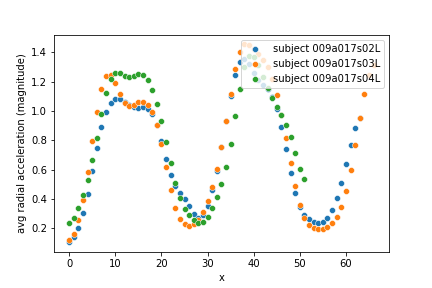 subject 009a017s02L
subject 009a017s03L
subject 009a017s04L
avg radial acceleration (magnitude)
1.4
1.2
1.0
0.8
0.6
0.4
0.2
0 10 20 30 40 50 60
x